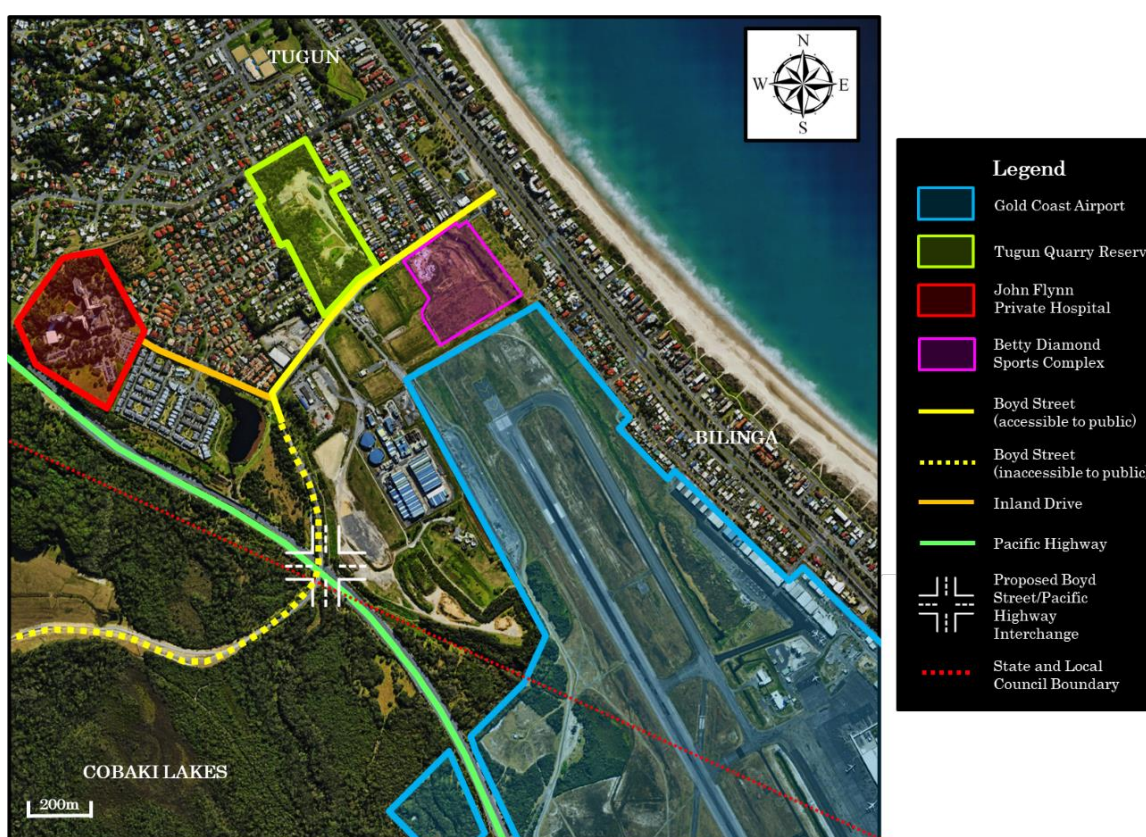 TUGUN
N
W E
S
BILINGA
COBAKI LAKES
200m
Legend
Gold Coast Airport
Tugun Quarry Reserv
John Flynn
Private Hospital
Betty Diamond
Sports Complex
Boyd Street
(accessible to public)
Boyd Street
(inaccessible to public
Inland Drive
Pacific Highway
Proposed Boyd
Street/Pacific
Highway
Interchange
State and Local
Council Boundary